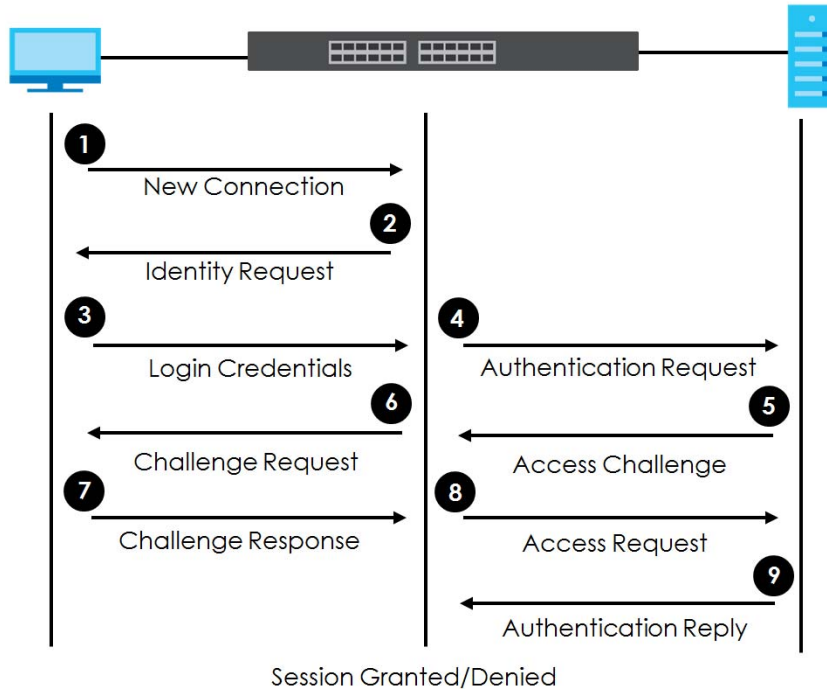 1
New Connection
2
Identity Request
3
Login Credentials
4
Authentication Request
5
Access Challenge
6
Challenge Request
7
Challenge Response
8
Access Request
9
Authentication Reply
Session Granted/Denied